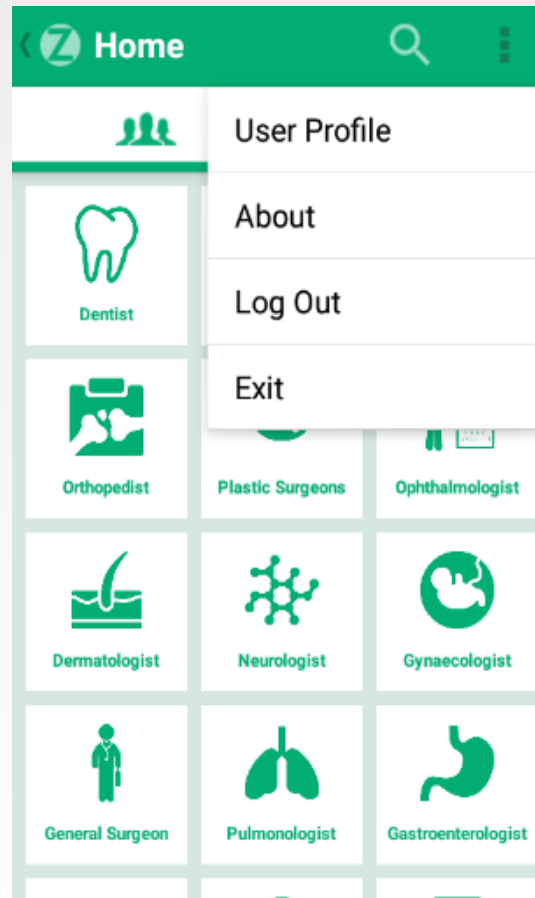 Z Home
User Profile
About
Log Out
Exit
Dentist
Orthopedist
Plastic Surgeons
Ophthalmologist
Dermatologist
Neurologist
Gynaecologist
General Surgeon
Pulmonologist
Gastroenterologist